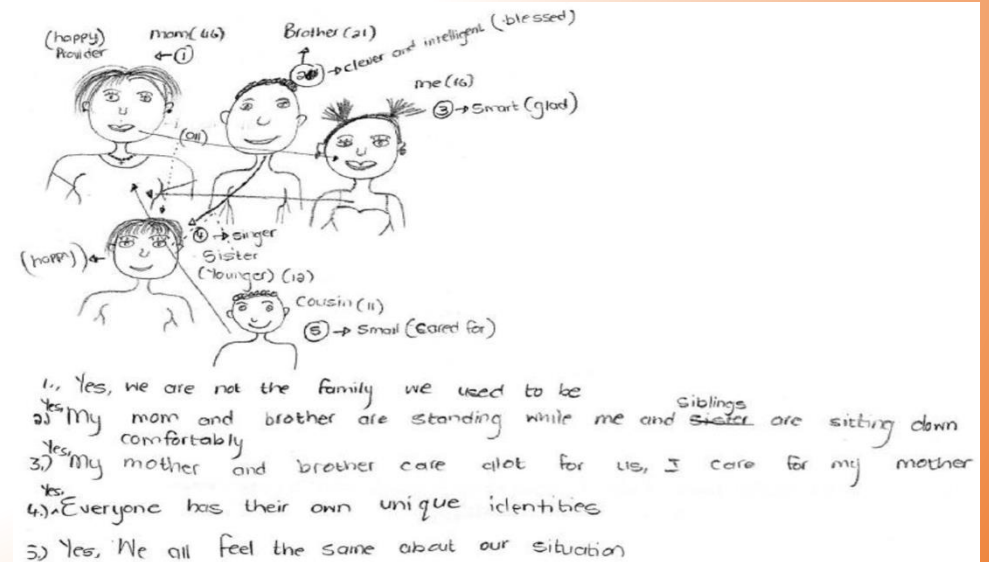 (happy) Provider
mom(46)
←①
Brother (21)
→clever and intelligent (blessed)
me (16)
③→Smart (glad)
(all)
④→singer
Sister
(Younger) (12)
(happy)
Cousin (11)
⑤→Small (Cared for)
1., Yes, we are not the family we used to be
2) Yes, My mom and brother are standing while me and sister Siblings are sitting down
comfortably
3.) Yes, My mother and brother care alot for us, I care for my mother
4.) Yes, Everyone has their own unique identities
5.) Yes, We all feel the same about our situation